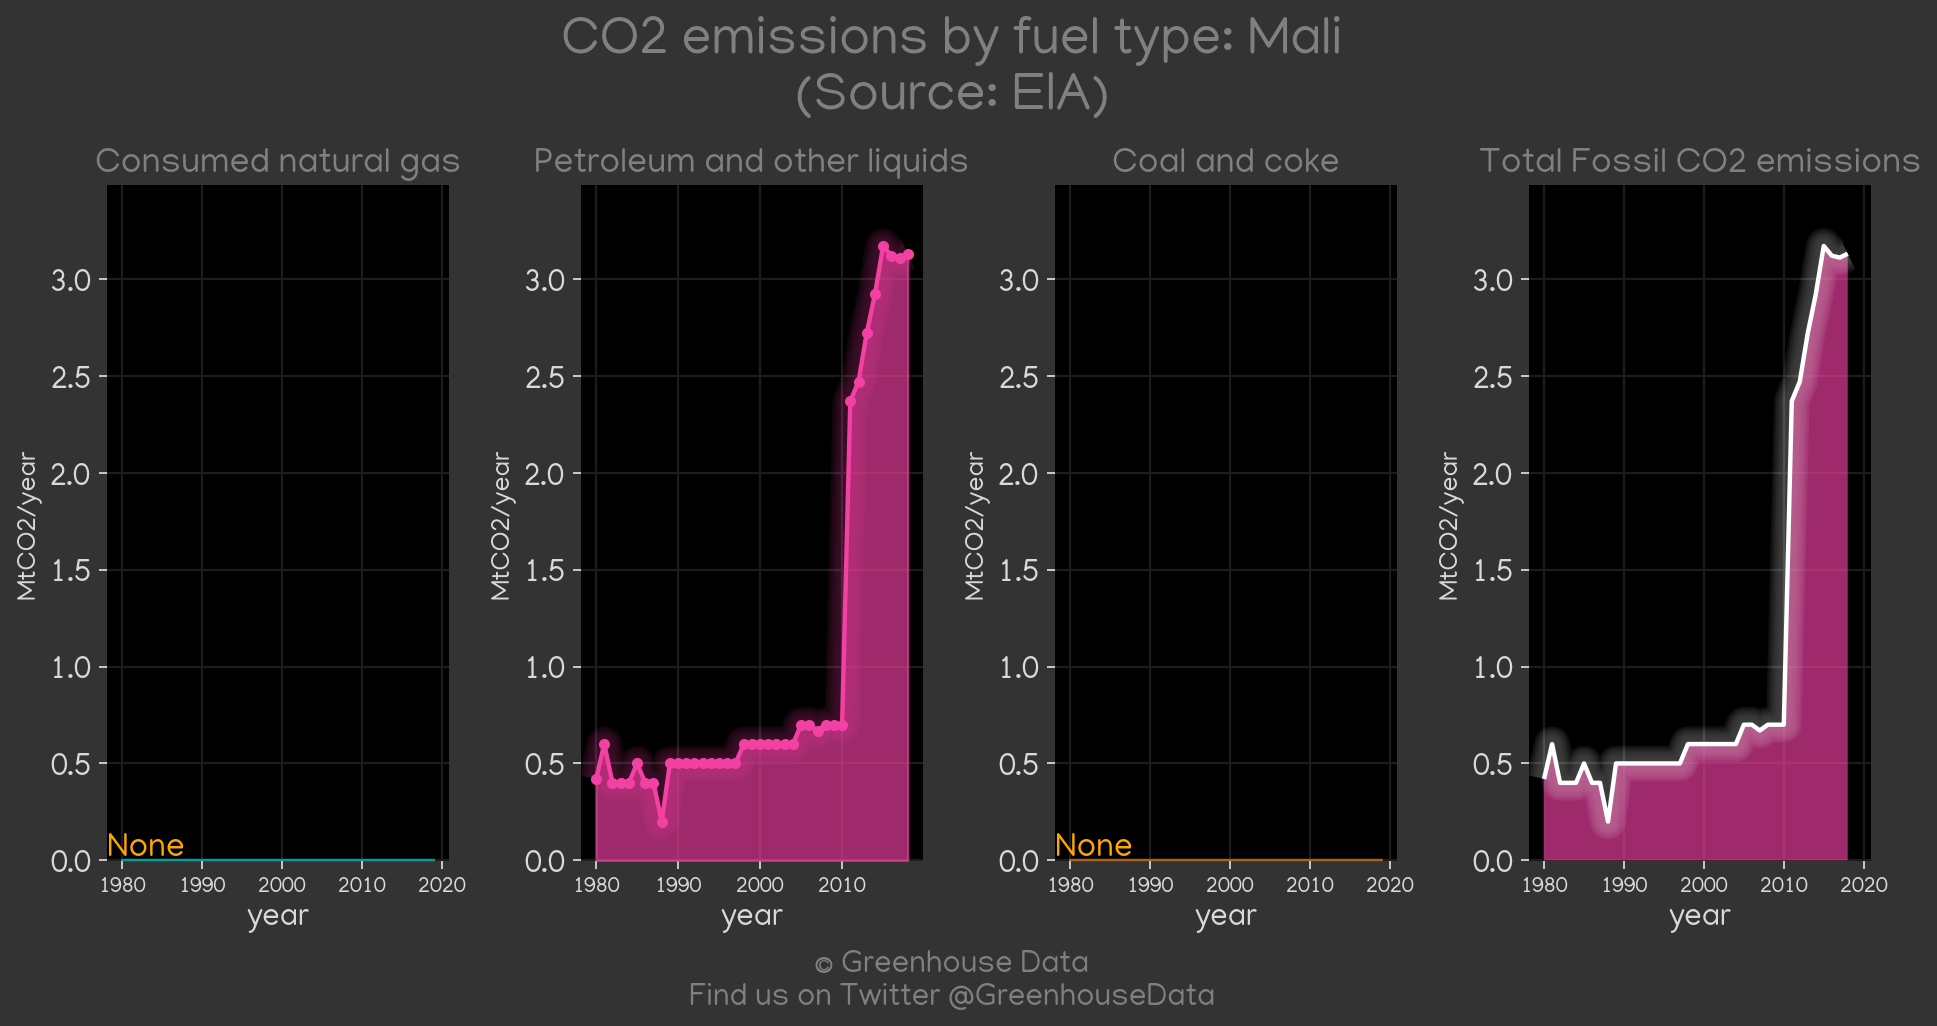 CO2 emissions by fuel type: Mali
(Source: EIA)
Consumed natural gas
Petroleum and other liquids
Coal and coke
Total Fossil CO2 emissions
MtCO2/year
3.0
2.5
2.0
1.5
1.0
0.5
0.0
None
1980 1990 2000 2010 2020
year
MtCO2/year
3.0
2.5
2.0
1.5
1.0
0.5
0.0
1980 1990 2000 2010
year
MtCO2/year
3.0
2.5
2.0
1.5
1.0
0.5
0.0
None
1980 1990 2000 2010 2020
year
MtCO2/year
3.0
2.5
2.0
1.5
1.0
0.5
0.0
1980 1990 2000 2010 2020
year
© Greenhouse Data
Find us on Twitter @GreenhouseData